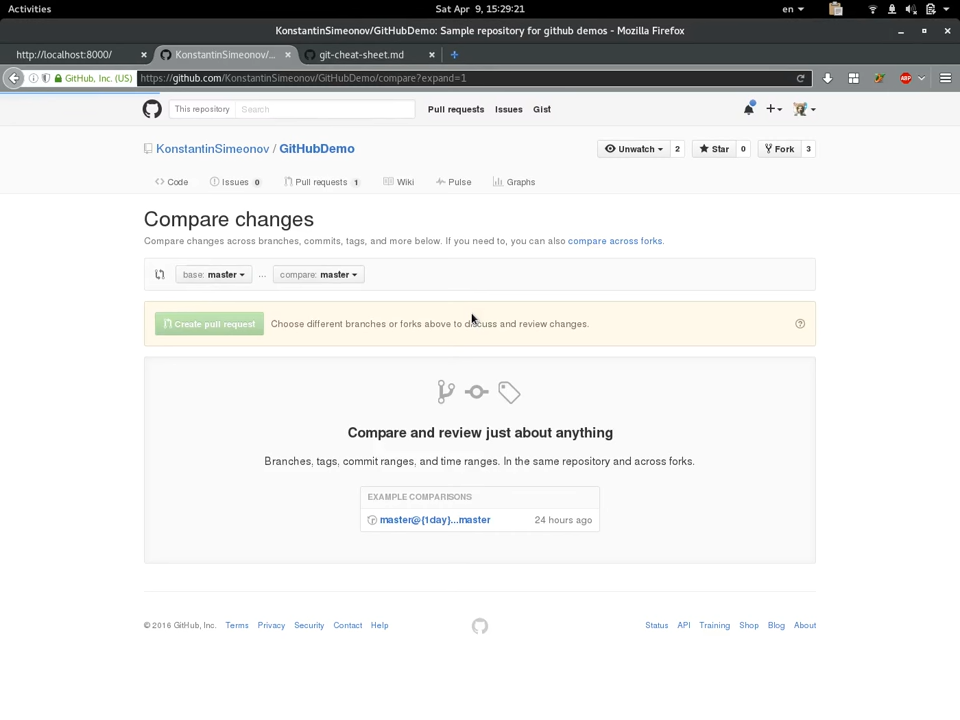 Activities
Sat Apr 9, 15:29:21
en
KonstantinSimeonov/GitHubDemo: Sample repository for github demos - Mozilla Firefox
http://localhost:8000/
KonstantinSimeonov/...
git-cheat-sheet.md
GitHub, Inc. (US)
https://github.com/KonstantinSimeonov/GitHubDemo/compare?expand=1
ABP
This repository
Search
Pull requests
Issues
Gist
KonstantinSimeonov / GitHubDemo
Unwatch 2
Star 0
Fork 3
Code
Issues 0
Pull requests 1
Wiki
Pulse
Graphs
Compare changes
Compare changes across branches, commits, tags, and more below. If you need to, you can also compare across forks.
base: master ... compare: master
Create pull request
Choose different branches or forks above to discuss and review changes.
Compare and review just about anything
Branches, tags, commit ranges, and time ranges. In the same repository and across forks.
EXAMPLE COMPARISONS
master@{1day}...master 24 hours ago
© 2016 GitHub, Inc. Terms Privacy Security Contact Help
Status API Training Shop Blog About